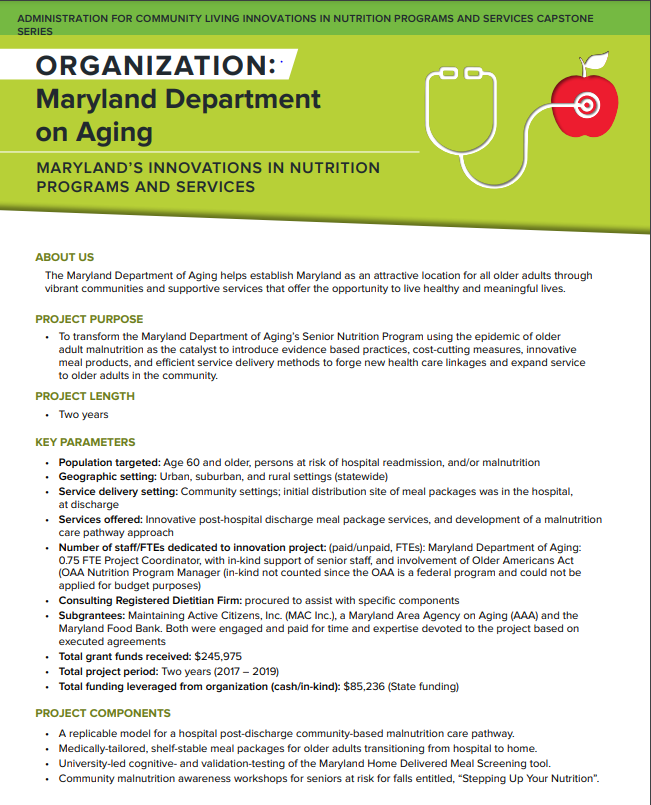 ADMINISTRATION FOR COMMUNITY LIVING INNOVATIONS IN NUTRITION PROGRAMS AND SERVICES CAPSTONE
SERIES
ORGANIZATION:
Maryland Department
on Aging
MARYLAND'S INNOVATIONS IN NUTRITION
PROGRAMS AND SERVICES
ABOUT US
The Maryland Department of Aging helps establish Maryland as an attractive location for all older adults through
vibrant communities and supportive services that offer the opportunity to live healthy and meaningful lives.
PROJECT PURPOSE
• To transform the Maryland Department of Aging's Senior Nutrition Program using the epidemic of older
adult malnutrition as the catalyst to introduce evidence based practices, cost-cutting measures, innovative
meal products, and efficient service delivery methods to forge new health care linkages and expand service
to older adults in the community.
PROJECT LENGTH
• Two years
KEY PARAMETERS
• Population targeted: Age 60 and older, persons at risk of hospital readmission, and/or malnutrition
• Geographic setting: Urban, suburban, and rural settings (statewide)
• Service delivery setting: Community settings; initial distribution site of meal packages was in the hospital,
at discharge
• Services offered: Innovative post-hospital discharge meal package services, and development of a malnutrition
care pathway approach
• Number of staff/FTEs dedicated to innovation project: (paid/unpaid, FTEs): Maryland Department of Aging:
0.75 FTE Project Coordinator, with in-kind support of senior staff, and involvement of Older Americans Act
(OAA Nutrition Program Manager (in-kind not counted since the OAA is a federal program and could not be
applied for budget purposes)
• Consulting Registered Dietitian Firm: procured to assist with specific components
• Subgrantees: Maintaining Active Citizens, Inc. (MAC Inc.), a Maryland Area Agency on Aging (AAA) and the
Maryland Food Bank. Both were engaged and paid for time and expertise devoted to the project based on
executed agreements
• Total grant funds received: $245,975
• Total project period: Two years (2017 – 2019)
• Total funding leveraged from organization (cash/in-kind): $85,236 (State funding)
PROJECT COMPONENTS
• A replicable model for a hospital post-discharge community-based malnutrition care pathway.
• Medically-tailored, shelf-stable meal packages for older adults transitioning from hospital to home.
• University-led cognitive- and validation-testing of the Maryland Home Delivered Meal Screening tool.
• Community malnutrition awareness workshops for seniors at risk for falls entitled, "Stepping Up Your Nutrition".